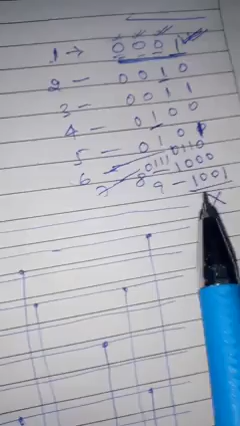 1 → 0001
2 - 0010
3 - 0011
4 - 0100
5 - 0101
6 - 0110
7 0111
8 - 1000
9 - 1001
x